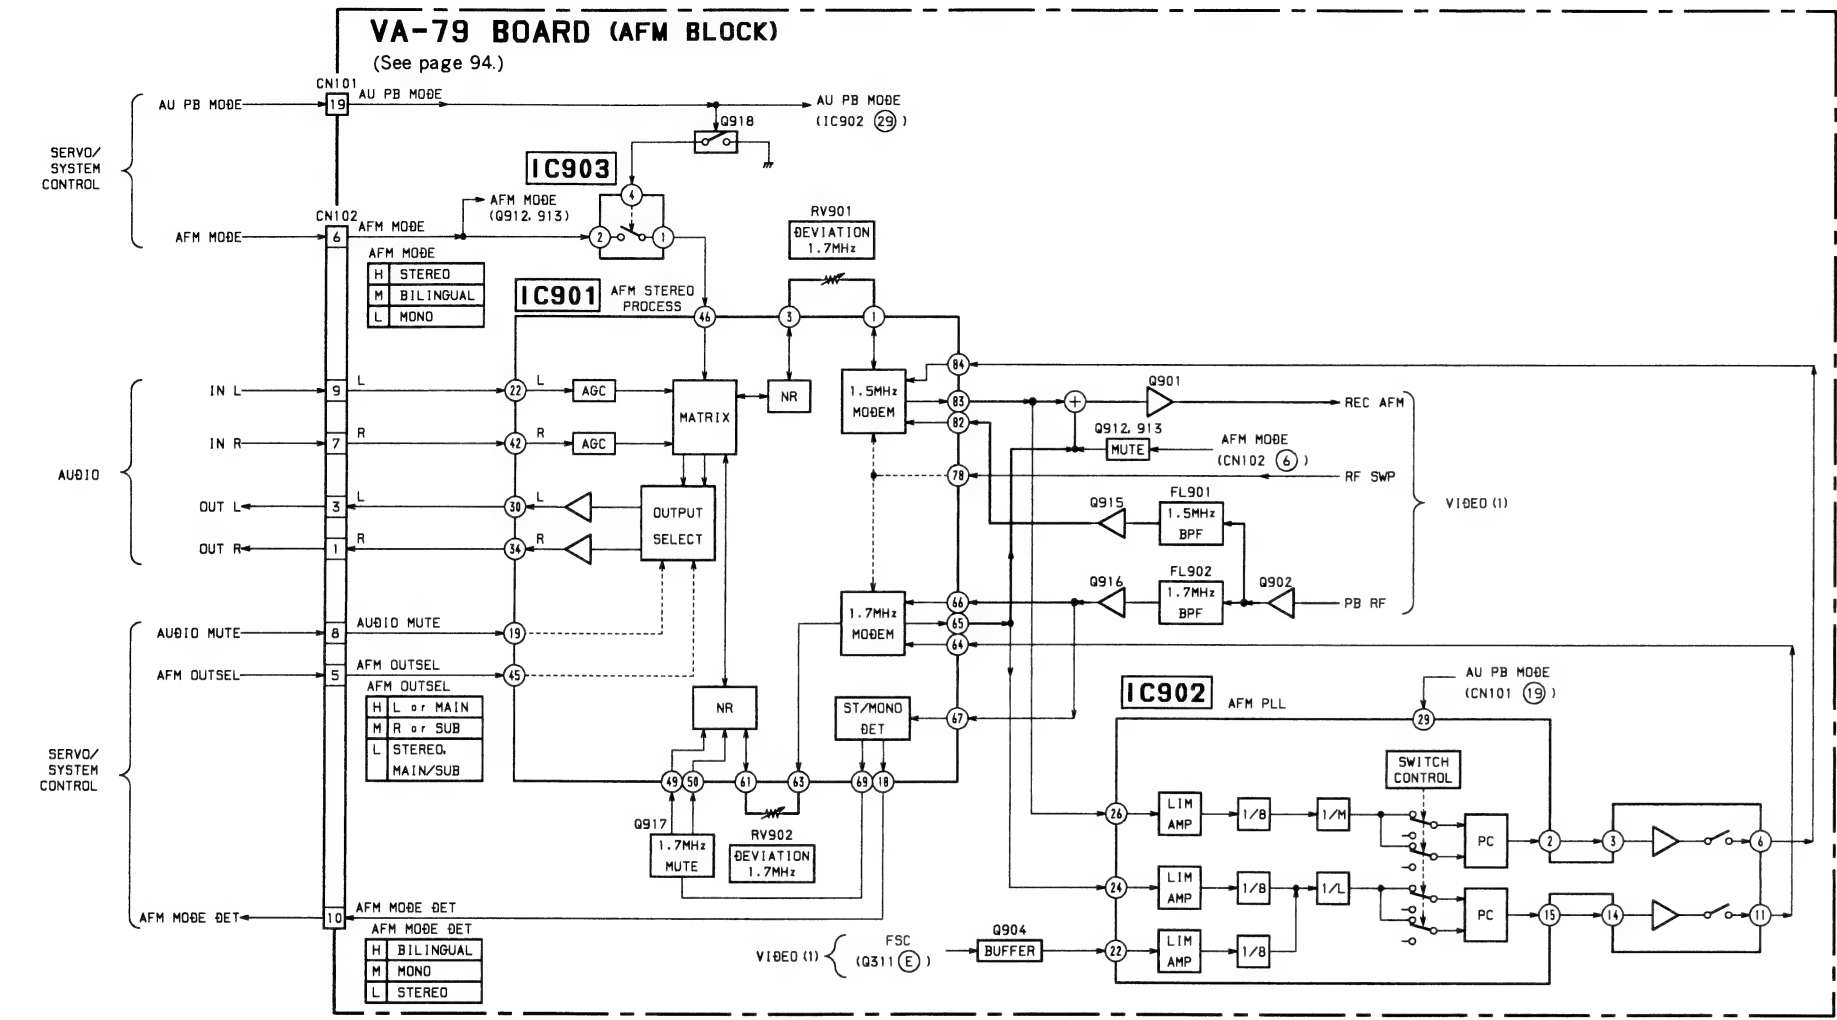 VA-79 BOARD (AFM BLOCK)
(See page 94.)
CN101
AU PB MODE
19
AU PB MODE
AU PB MODE
(IC902 29 )
Q918
SERVO/
SYSTEM
CONTROL
IC903
4
AFM MODE
(Q912, 913)
CN102
AFM MODE
6
AFM MODE
2
1
AFM MODE
H STEREO
M BILINGUAL
L MONO
RV901
DEVIATION
1.7MHz
IC901
AFM STEREO
PROCESS
46
3
1
84
IN L
9
L
22
L
AGC
MATRIX
NR
1.5MHz
MODEM
83
82
Q901
REC AFM
IN R
7
R
42
R
AGC
Q912, 913
MUTE
AFM MODE
(CN102 6 )
AUDIO
78
RF SWP
OUT L
3
L
30
L
OUTPUT
SELECT
Q915
FL901
1.5MHz
BPF
VIDEO (1)
OUT R
1
R
34
R
Q916
FL902
1.7MHz
BPF
Q902
PB RF
1.7MHz
MODEM
66
65
64
AUDIO MUTE
8
AUDIO MUTE
19
AFM OUTSEL
5
AFM OUTSEL
45
AFM OUTSEL
H L or MAIN
M R or SUB
L STEREO,
MAIN/SUB
SERVO/
SYSTEM
CONTROL
NR
ST/MONO
DET
67
IC902
AFM PLL
AU PB MODE
(CN101 19 )
29
49
50
61
63
69
18
SWITCH
CONTROL
Q917
1.7MHz
MUTE
RV902
DEVIATION
1.7MHz
26
LIM
AMP
1/8
1/M
PC
2
3
6
24
LIM
AMP
1/8
1/L
PC
15
14
11
AFM MODE DET
10
AFM MODE DET
AFM MODE DET
H BILINGUAL
M MONO
L STEREO
VIDEO (1)
FSC
(Q311 E )
Q904
BUFFER
22
LIM
AMP
1/8